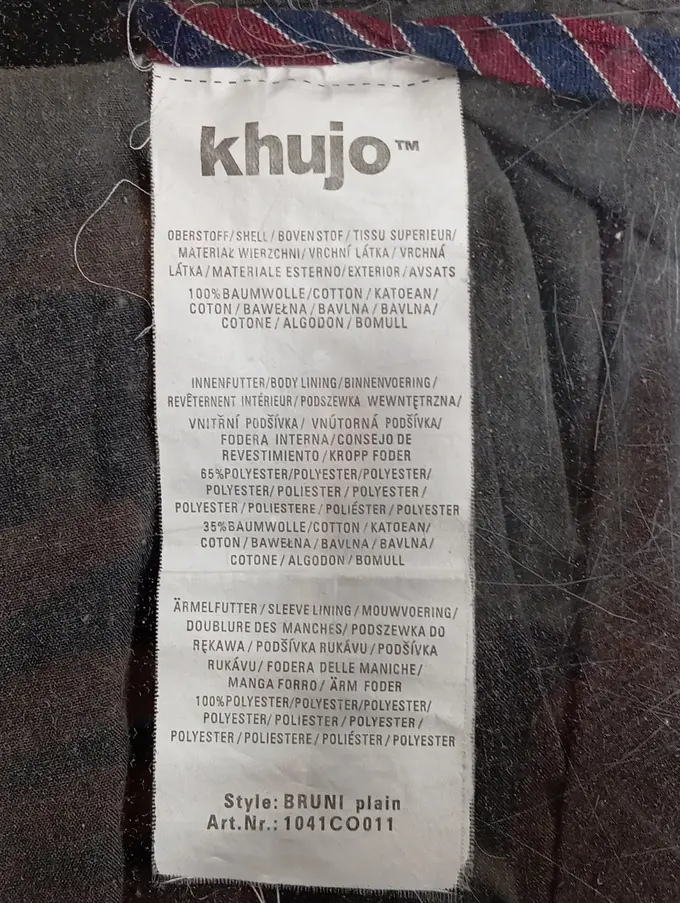 khujo™
OBERSTOFF/SHELL/BOVENSTOF/TISSU SUPERIEUR/
MATERIAŁ WIERZCHNI/VRCHNÍ LÁTKA/VRCHNÁ
LÁTKA/MATERIALE ESTERNO/EXTERIOR/AVSATS
100%BAUMWOLLE/COTTON/KATOEAN/
COTON/BAWEŁNA/BAVLNA/BAVLNA/
COTONE/ALGODON/BOMULL
INNENFUTTER/BODY LINING/BINNENVOERING/
REVÊTERNENT INTÉRIEUR/PODSZEWKA WEWNTĘTRZNA/
VNITŘNÍ PODŠÍVKA/VNÚTORNÁ PODŠÍVKA/
FODERA INTERNA/CONSEJO DE
REVESTIMIENTO/KROPP FODER
65%POLYESTER/POLYESTER/POLYESTER/
POLYESTER/POLIESTER/POLYESTER/
POLYESTER/POLIESTERE/POLIÉSTER/POLYESTER
35%BAUMWOLLE/COTTON/KATOEAN/
COTON/BAWEŁNA/BAVLNA/BAVLNA/
COTONE/ALGODON/BOMULL
ÄRMELFUTTER/SLEEVE LINING/MOUWVOERING/
DOUBLURE DES MANCHES/PODSZEWKA DO
RĘKAWA/PODŠÍVKA RUKÁVU/PODŠÍVKA
RUKÁVU/FODERA DELLE MANICHE/
MANGA FORRO/ÄRM FODER
100%POLYESTER/POLYESTER/POLYESTER/
POLYESTER/POLIESTER/POLYESTER/
POLYESTER/POLIESTERE/POLIÉSTER/POLYESTER
Style: BRUNI plain
Art.Nr.: 1041CO011